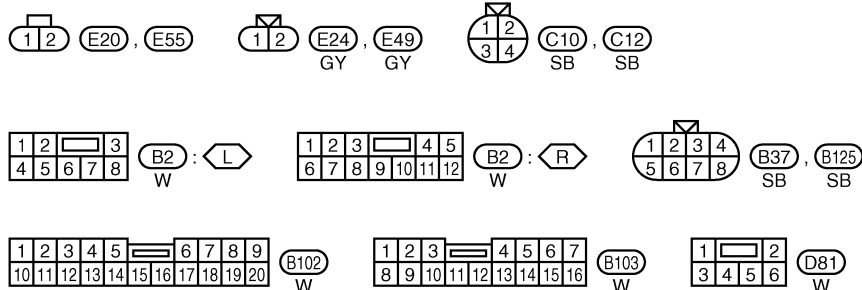 1 2 E20 , E55
1 2 E24 , E49
GY GY
1 2
3 4
C10 , C12
SB SB
1 2 3
4 5 6 7 8
B2 : L
W
1 2 3 4 5
6 7 8 9 10 11 12
B2 : R
W
1 2 3 4
5 6 7 8
B37 , B125
SB SB
1 2 3 4 5 6 7 8 9
10 11 12 13 14 15 16 17 18 19 20
B102
W
1 2 3 4 5 6 7
8 9 10 11 12 13 14 15 16
B103
W
1 2
3 4 5 6
D81
W